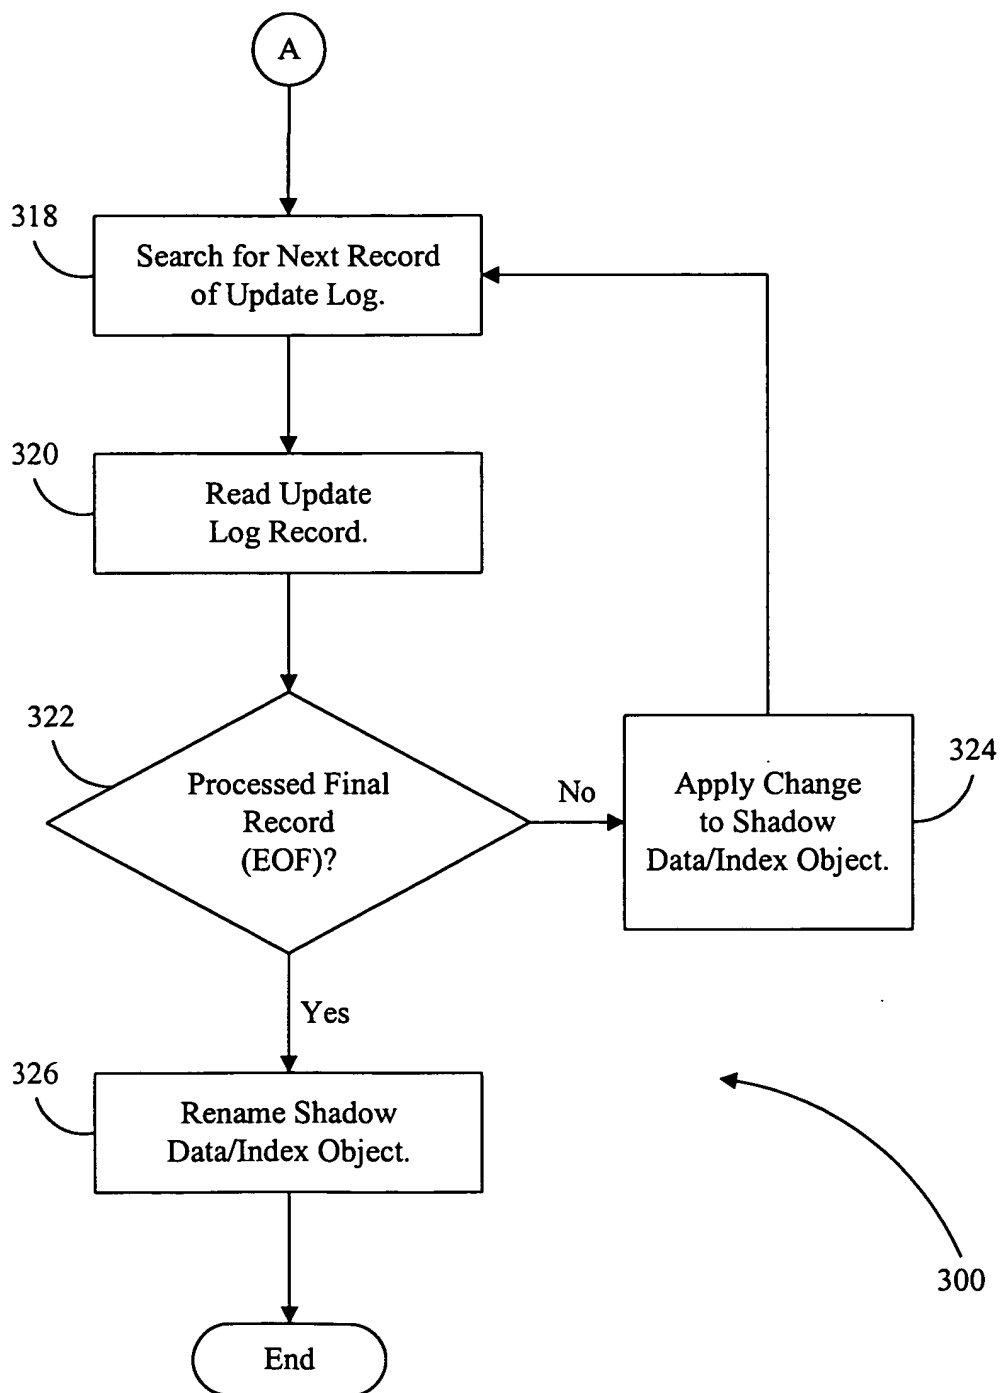 A
318
Search for Next Record
of Update Log.
320
Read Update
Log Record.
322
Processed Final
Record
(EOF)?
No
Apply Change
to Shadow
Data/Index Object.
324
Yes
326
Rename Shadow
Data/Index Object.
300
End